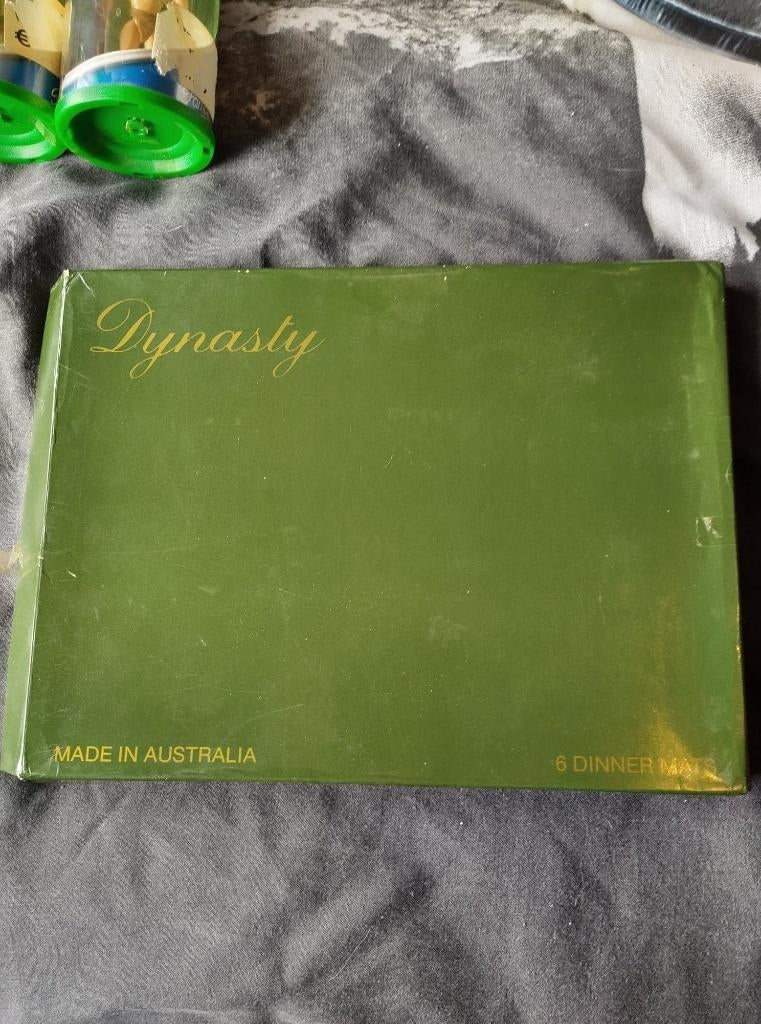 €
Dynasty
MADE IN AUSTRALIA
6 DINNER MATS